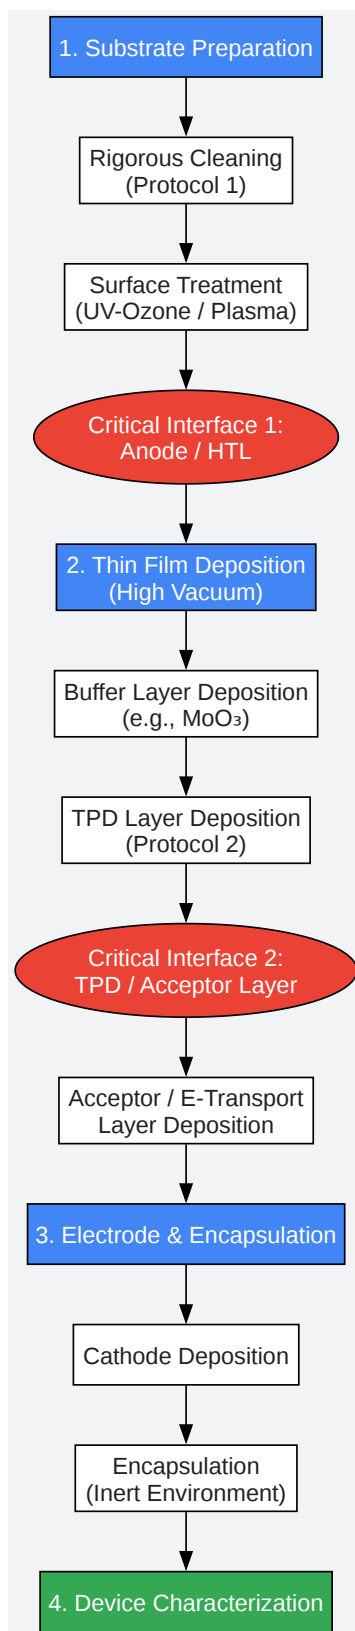 1. Substrate Preparation
Rigorous Cleaning
(Protocol 1)
Surface Treatment
(UV-Ozone / Plasma)
Critical Interface 1:
Anode / HTL
2. Thin Film Deposition
(High Vacuum)
Buffer Layer Deposition
(e.g., MoO₃)
TPD Layer Deposition
(Protocol 2)
Critical Interface 2:
TPD / Acceptor Layer
Acceptor / E-Transport
Layer Deposition
3. Electrode & Encapsulation
Cathode Deposition
Encapsulation
(Inert Environment)
4. Device Characterization